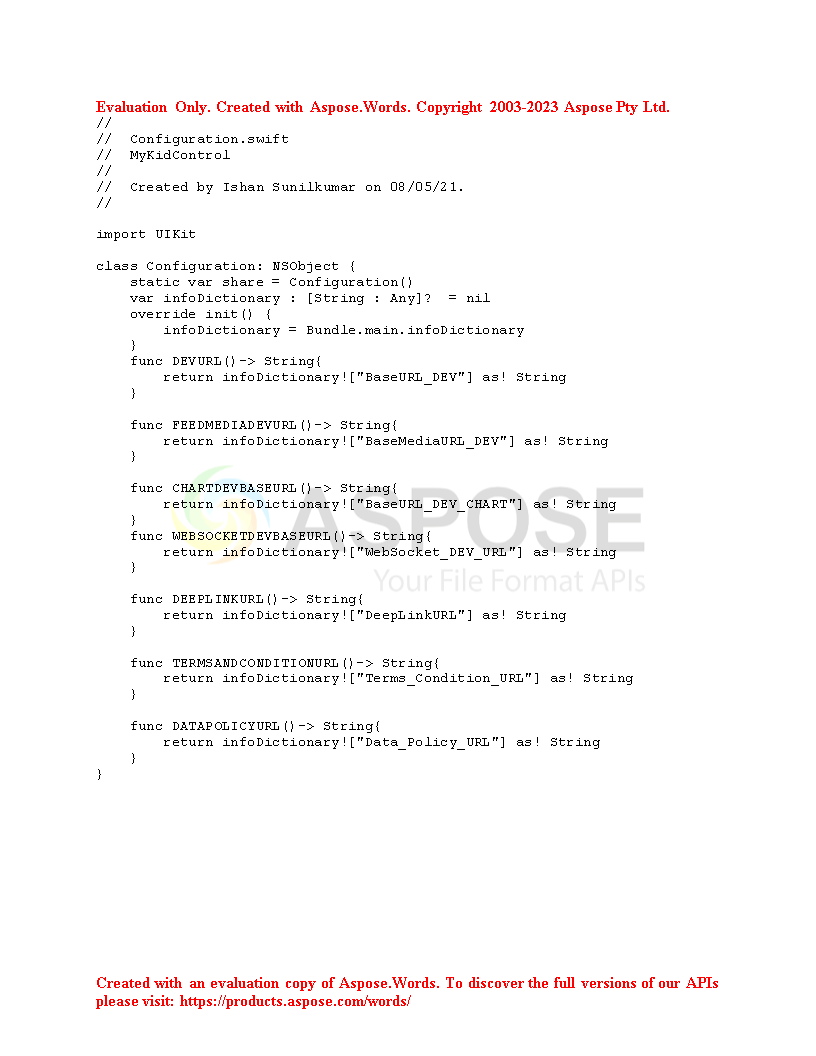 Evaluation Only. Created with Aspose.Words. Copyright 2003-2023 Aspose Pty Ltd.
//
//  Configuration.swift
//  MyKidControl
//
//  Created by Ishan Sunilkumar on 08/05/21.
//

import UIKit

class Configuration: NSObject {
    static var share = Configuration()
    var infoDictionary : [String : Any]?  = nil
    override init() {
        infoDictionary = Bundle.main.infoDictionary
    }
    func DEVURL()-> String{
        return infoDictionary!["BaseURL_DEV"] as! String
    }

    func FEEDMEDIADEVURL()-> String{
        return infoDictionary!["BaseMediaURL_DEV"] as! String
    }

    func CHARTDEVBASEURL()-> String{
        return infoDictionary!["BaseURL_DEV_CHART"] as! String
    }
    func WEBSOCKETDEVBASEURL()-> String{
        return infoDictionary!["WebSocket_DEV_URL"] as! String
    }

    func DEEPLINKURL()-> String{
        return infoDictionary!["DeepLinkURL"] as! String
    }

    func TERMSANDCONDITIONURL()-> String{
        return infoDictionary!["Terms_Condition_URL"] as! String
    }

    func DATAPOLICYURL()-> String{
        return infoDictionary!["Data_Policy_URL"] as! String
    }
}
ASPOSE
Your File Format APIs
Created with an evaluation copy of Aspose.Words. To discover the full versions of our APIs
please visit: https://products.aspose.com/words/